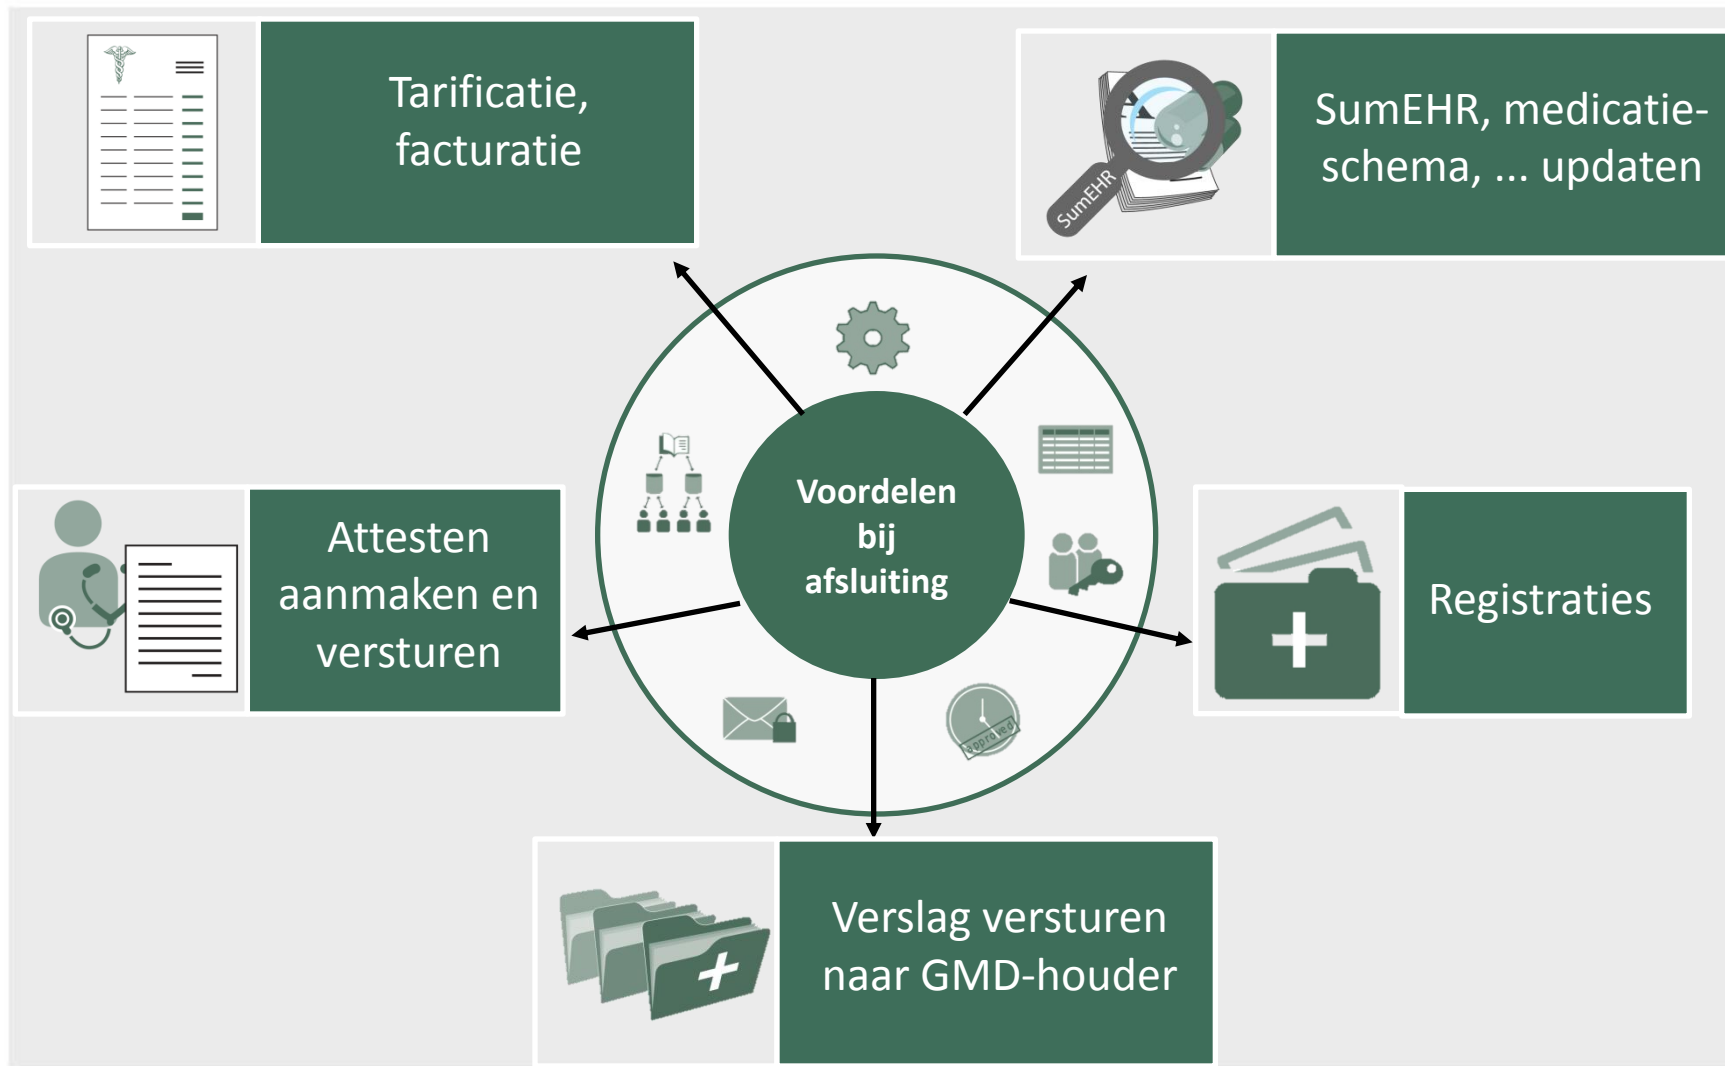 Tarificatie,
facturatie
SumEHR
SumEHR, medicatie-
schema, ... updaten
Voordelen
bij
afsluiting
Attesten
aanmaken en
versturen
Registraties
approved
Verslag versturen
naar GMD-houder